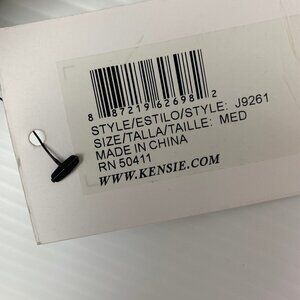 8 87219 62698 2
STYLE/ESTILO/STYLE: J9261
SIZE/TALLA/TAILLE: MED
MADE IN CHINA
RN 50411
WWW.KENSIE.COM